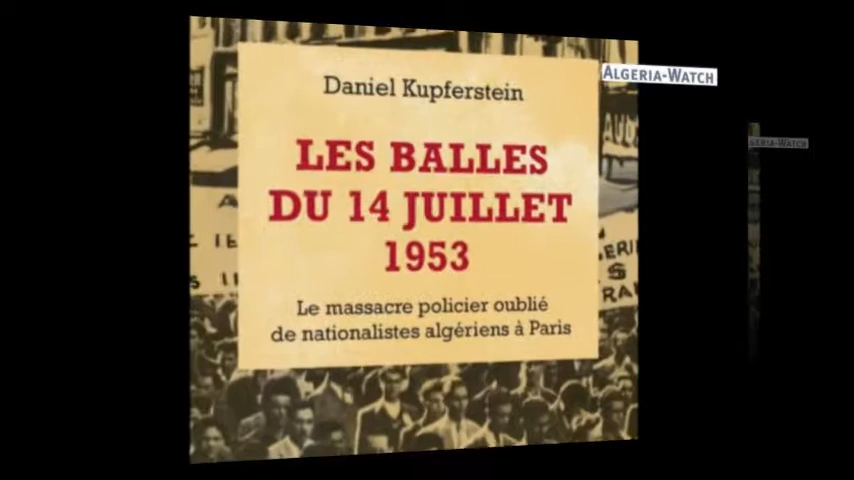 Daniel Kupferstein
ALGERIA-WATCH
LES BALLES
DU 14 JUILLET
1953
Le massacre policier oublié
de nationalistes algériens à Paris